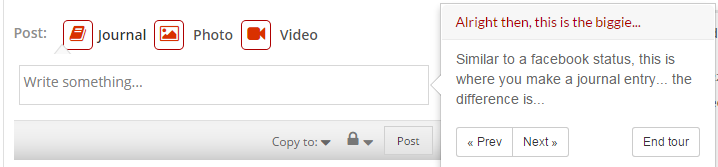 Post: Journal Photo Video
Write something...
Copy to: Post
Alright then, this is the biggie...
Similar to a facebook status, this is
where you make a journal entry... the
difference is...
« Prev Next » End tour